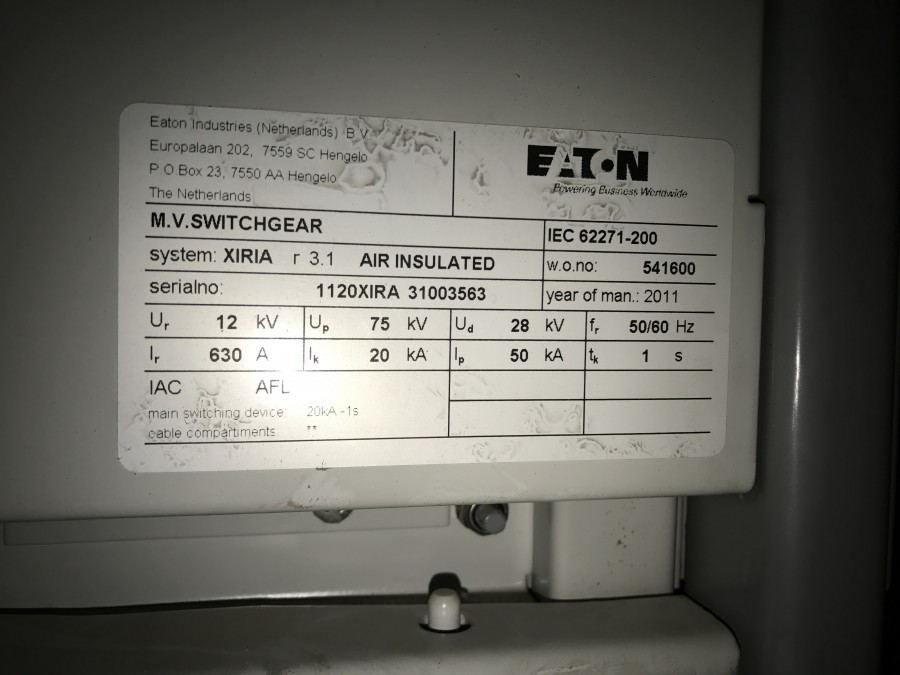 Eaton Industries (Netherlands) B.V.
Europalaan 202, 7559 SC Hengelo
P.O.Box 23, 7550 AA Hengelo
The Netherlands
EATON
Powering Business Worldwide
M.V.SWITCHGEAR
IEC 62271-200
system: XIRIA r 3.1 AIR INSULATED
w.o.no: 541600
serialno: 1120XIRA 31003563
year of man.: 2011
Ur 12 kV Up 75 kV Ud 28 kV fr 50/60 Hz
Ir 630 A Ik 20 kA Ip 50 kA tk 1 s
IAC AFL
main switching device: 20kA -1s
cable compartiments: **